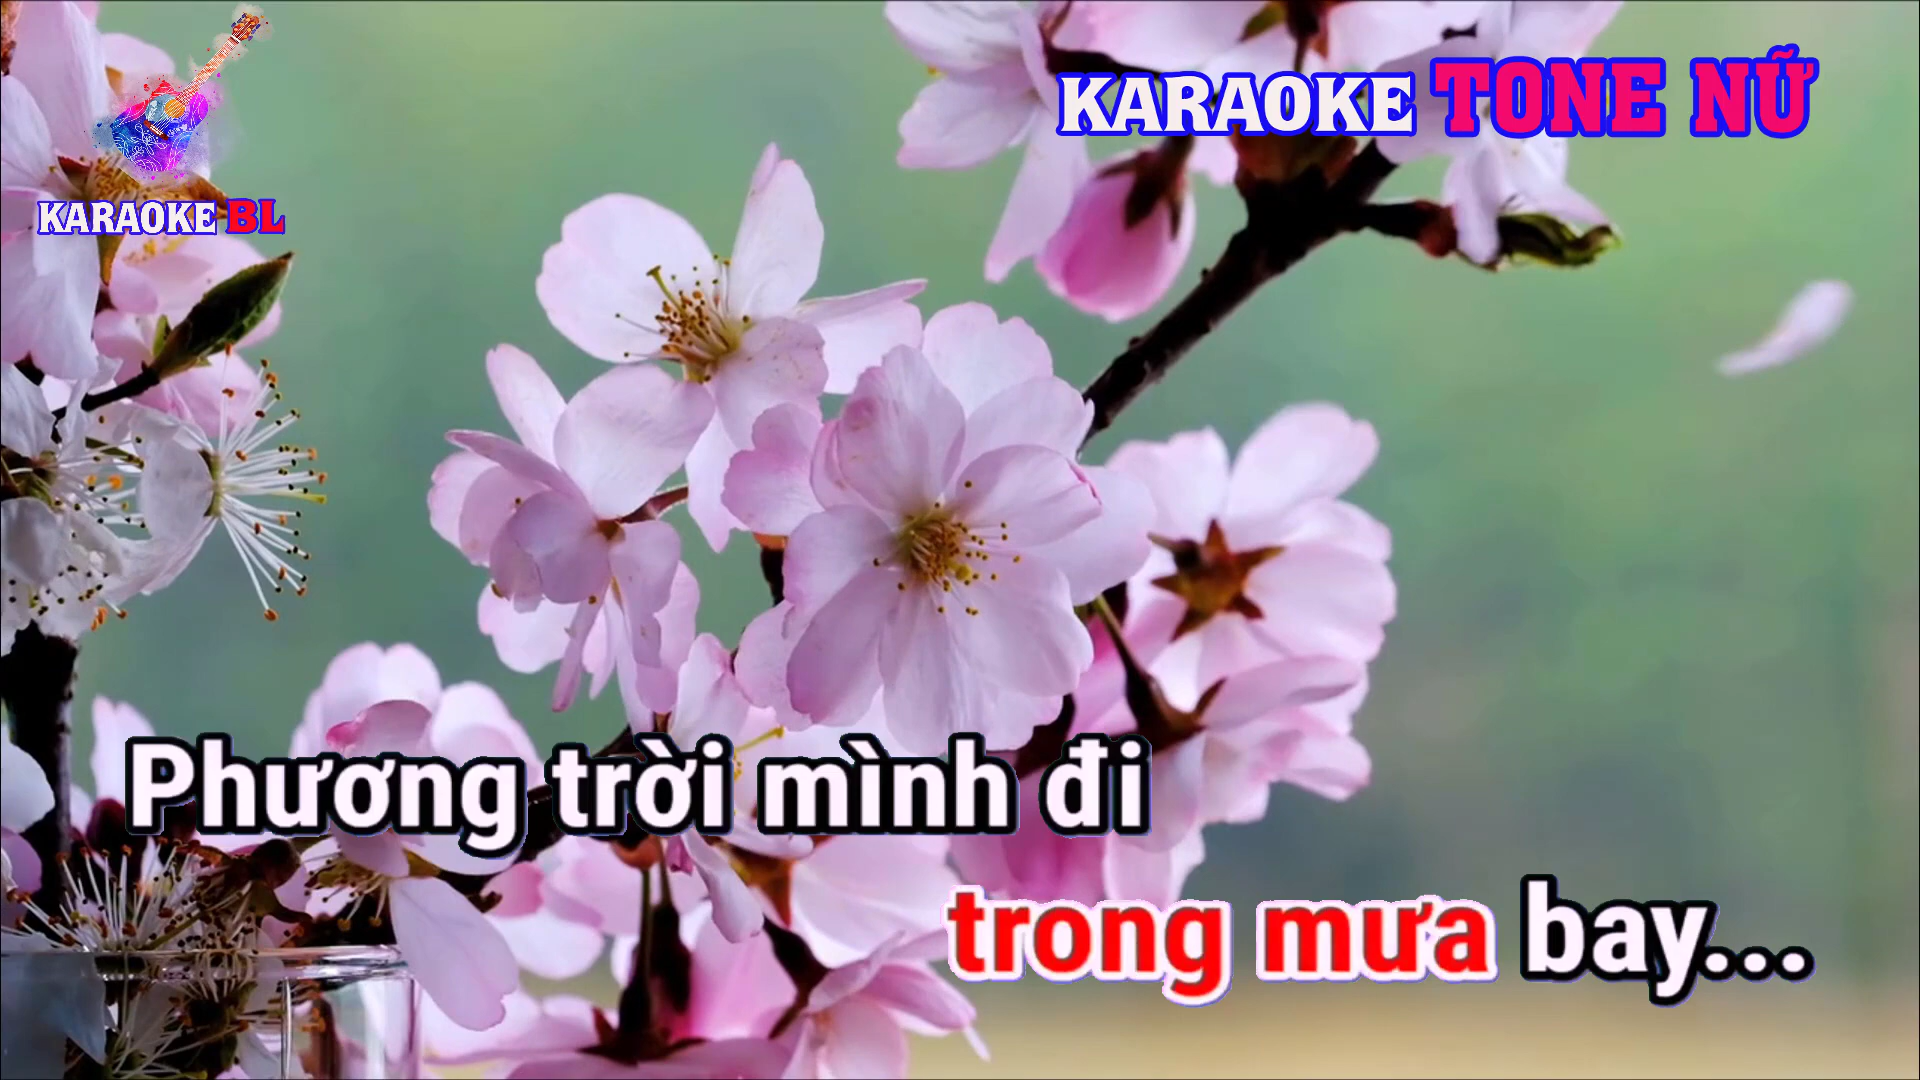 KARAOKE TONE NỮ
KARAOKE BL
Phương trời mình đi
trong mưa bay...